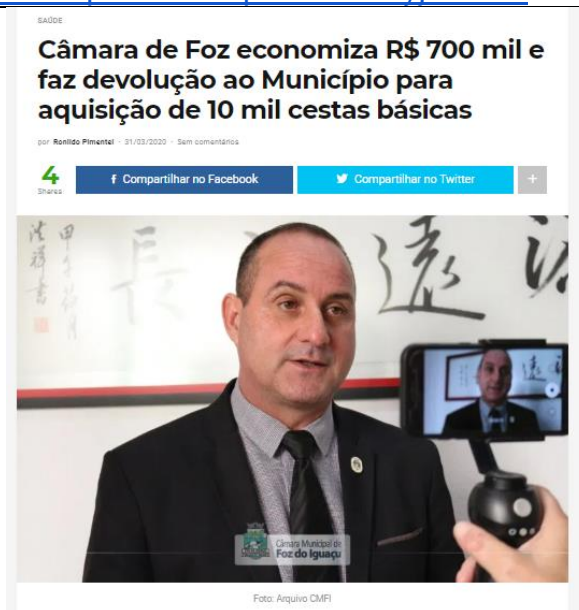 SAÚDE
Câmara de Foz economiza R$ 700 mil e
faz devolução ao Município para
aquisição de 10 mil cestas básicas
por Ronildo Pimentel - 31/03/2020 - Sem comentários
4
Shares
Compartilhar no Facebook
Compartilhar no Twitter
+
長
遠
Câmara Municipal de
Foz do Iguaçu
Foto: Arquivo CMFI